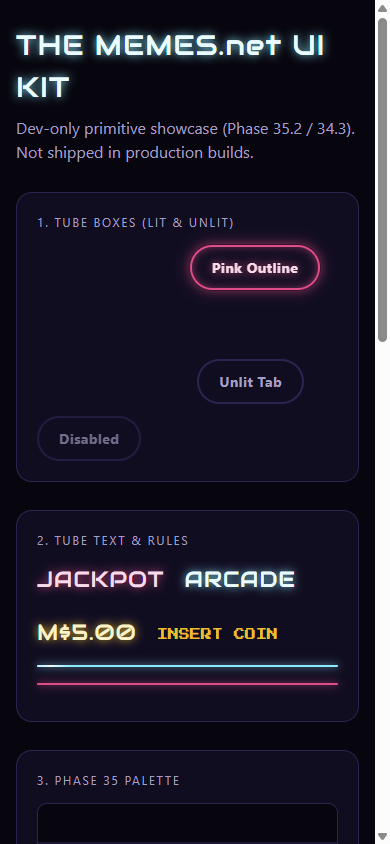 THE MEMES.net UI
KIT
Dev-only primitive showcase (Phase 35.2 / 34.3).
Not shipped in production builds.
1. TUBE BOXES (LIT & UNLIT)
Pink Outline
Unlit Tab
Disabled
2. TUBE TEXT & RULES
JACKPOT ARCADE
M$5.00 INSERT COIN
3. PHASE 35 PALETTE